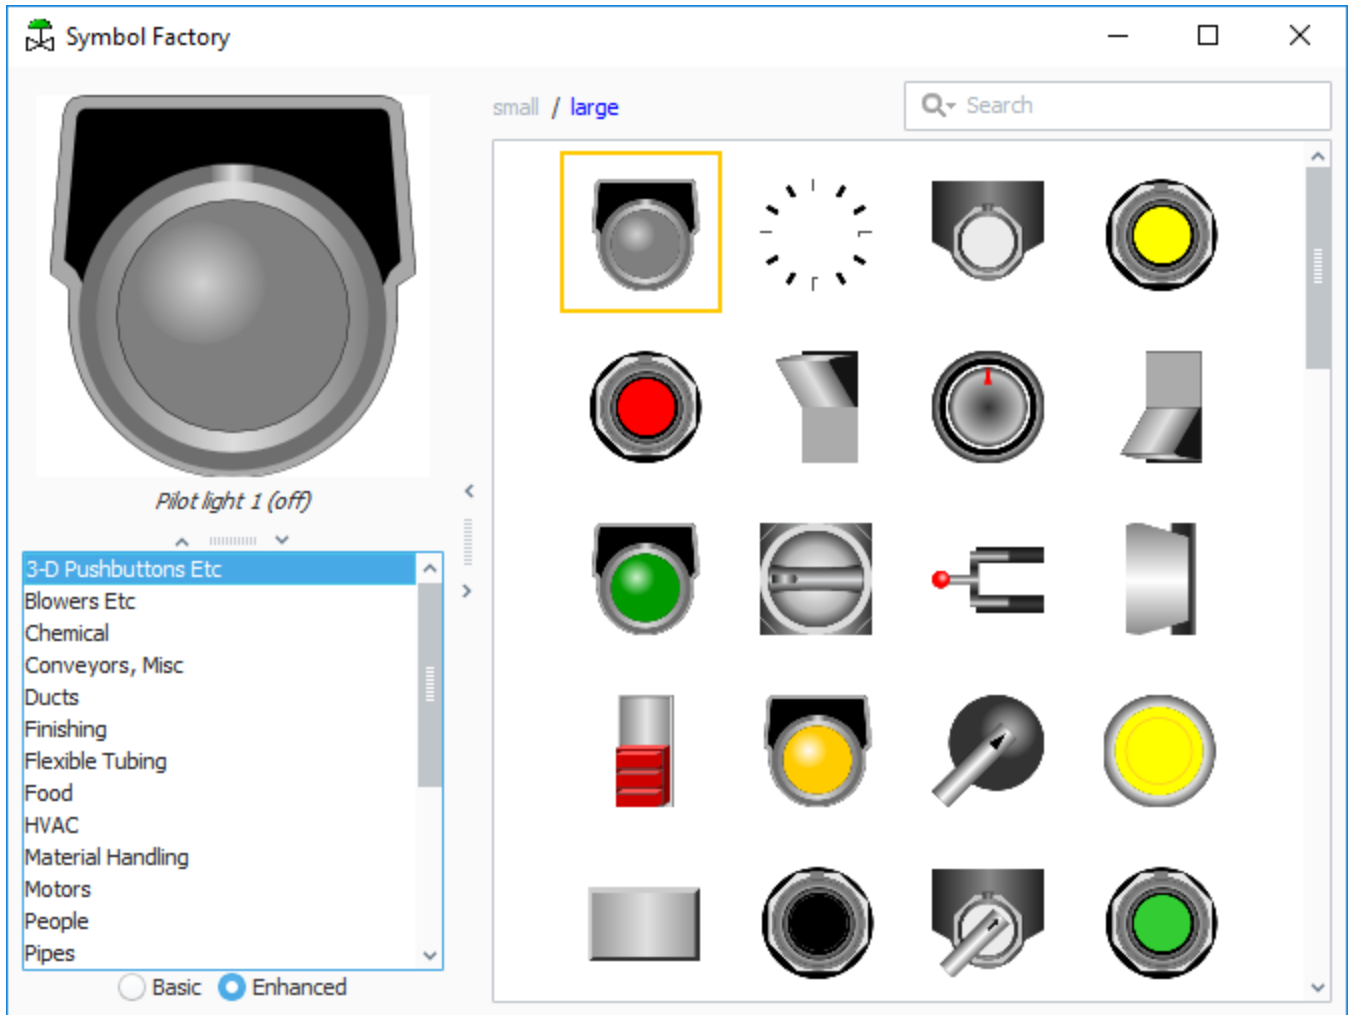 Symbol Factory
small / large
Search
Pilot light 1 (off)
3-D Pushbuttons Etc
Blowers Etc
Chemical
Conveyors, Misc
Ducts
Finishing
Flexible Tubing
Food
HVAC
Material Handling
Motors
People
Pipes
Basic Enhanced